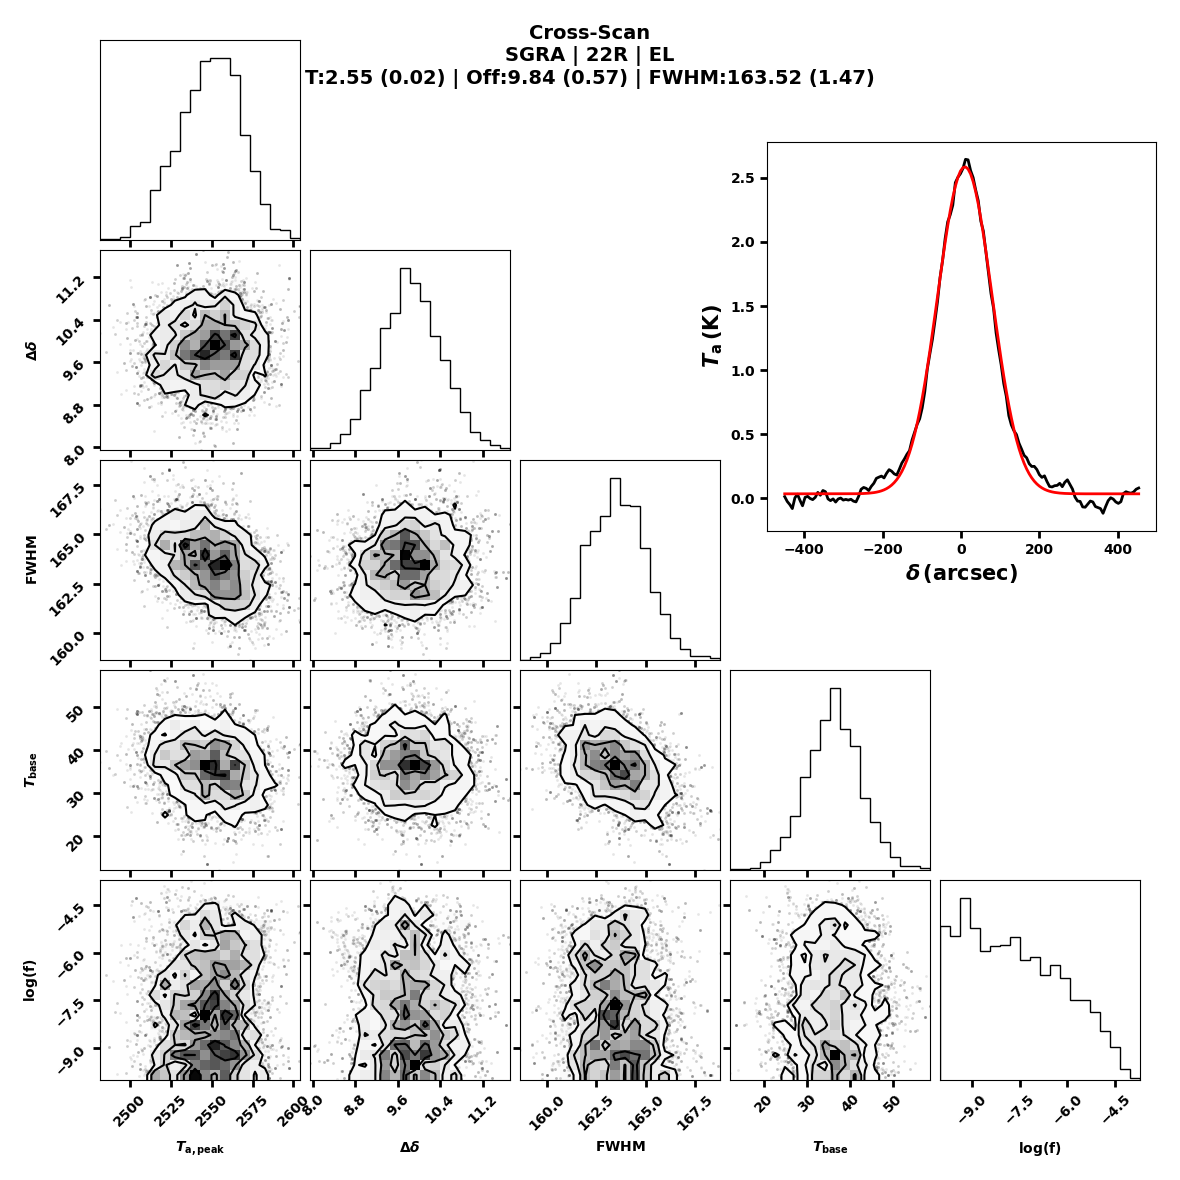 Cross-Scan
SGRA | 22R | EL
T:2.55 (0.02) | Off:9.84 (0.57) | FWHM:163.52 (1.47)
2.5
2.0
1.5
1.0
0.5
0.0
Ta (K)
−400 −200 0 200 400
δ (arcsec)
11.2
10.4
9.6
8.8
8.0
Δδ
167.5
165.0
162.5
160.0
FWHM
50
40
30
20
Tbase
−4.5
−6.0
−7.5
−9.0
log(f)
2500 2525 2550 2575 2600
8.0 8.8 9.6 10.4 11.2
160.0 162.5 165.0 167.5
20 30 40 50
−9.0 −7.5 −6.0 −4.5
Ta,peak Δδ FWHM Tbase log(f)